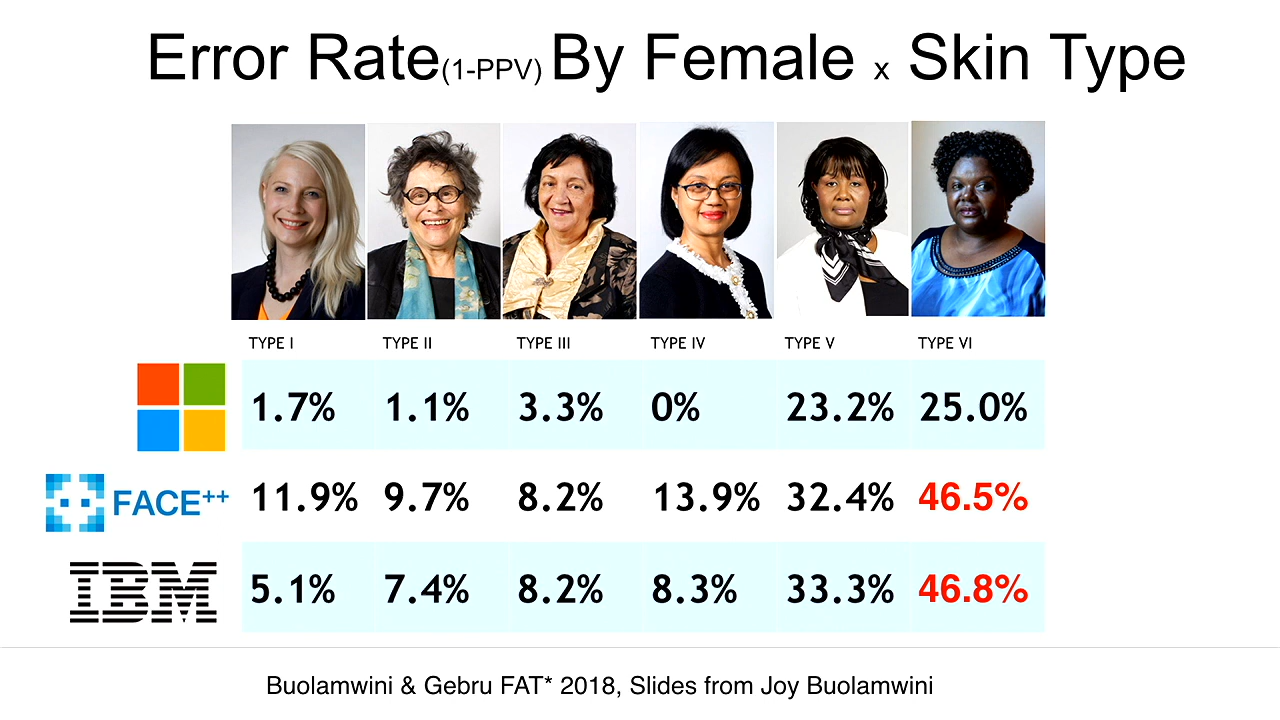 Error Rate(1-PPV) By Female x Skin Type
TYPE I TYPE II TYPE III TYPE IV TYPE V TYPE VI
1.7% 1.1% 3.3% 0% 23.2% 25.0%
FACE++ 11.9% 9.7% 8.2% 13.9% 32.4% 46.5%
IBM 5.1% 7.4% 8.2% 8.3% 33.3% 46.8%
Buolamwini & Gebru FAT* 2018, Slides from Joy Buolamwini